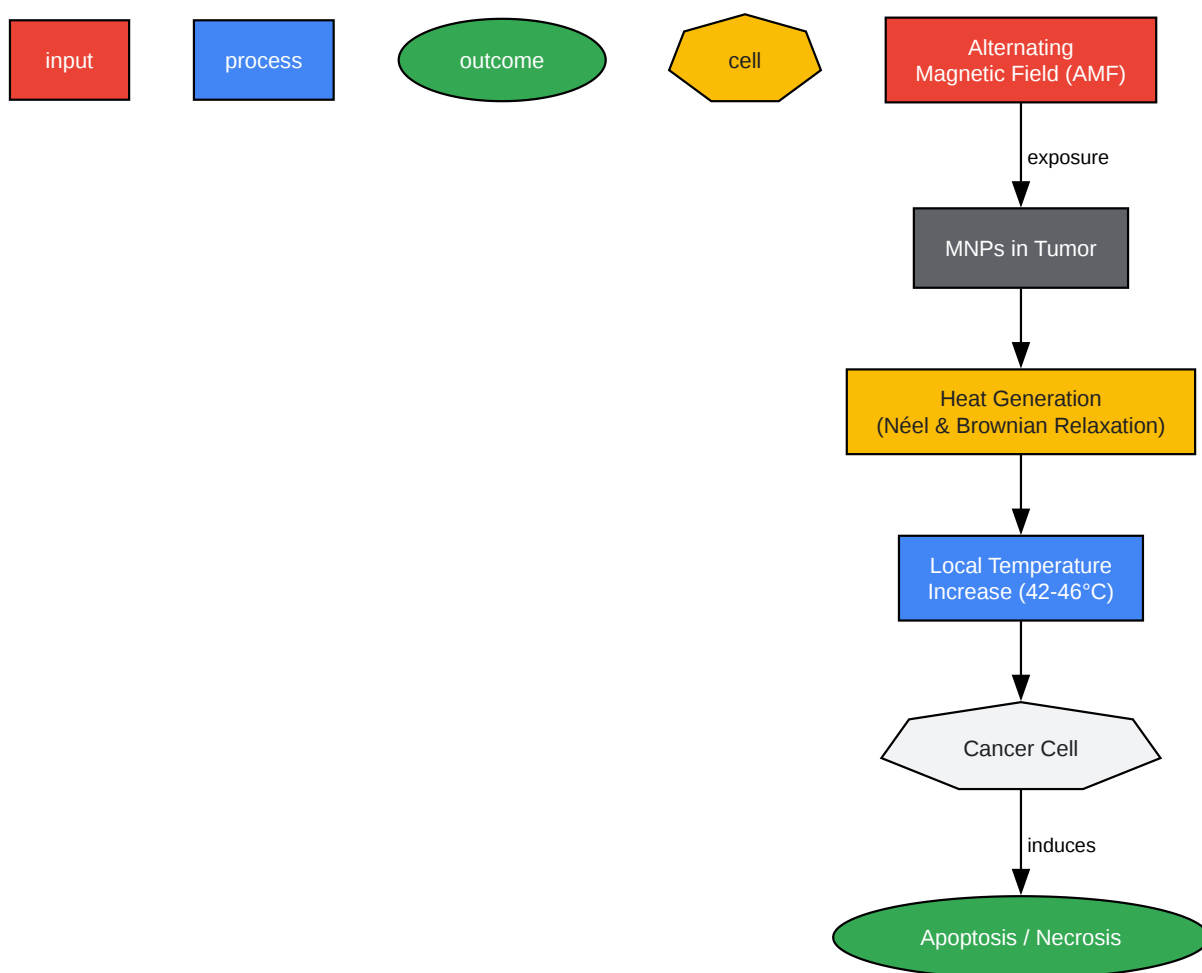 input
process
outcome
cell
Alternating
Magnetic Field (AMF)
exposure
MNPs in Tumor
Heat Generation
(Néel & Brownian Relaxation)
Local Temperature
Increase (42-46°C)
Cancer Cell
induces
Apoptosis / Necrosis